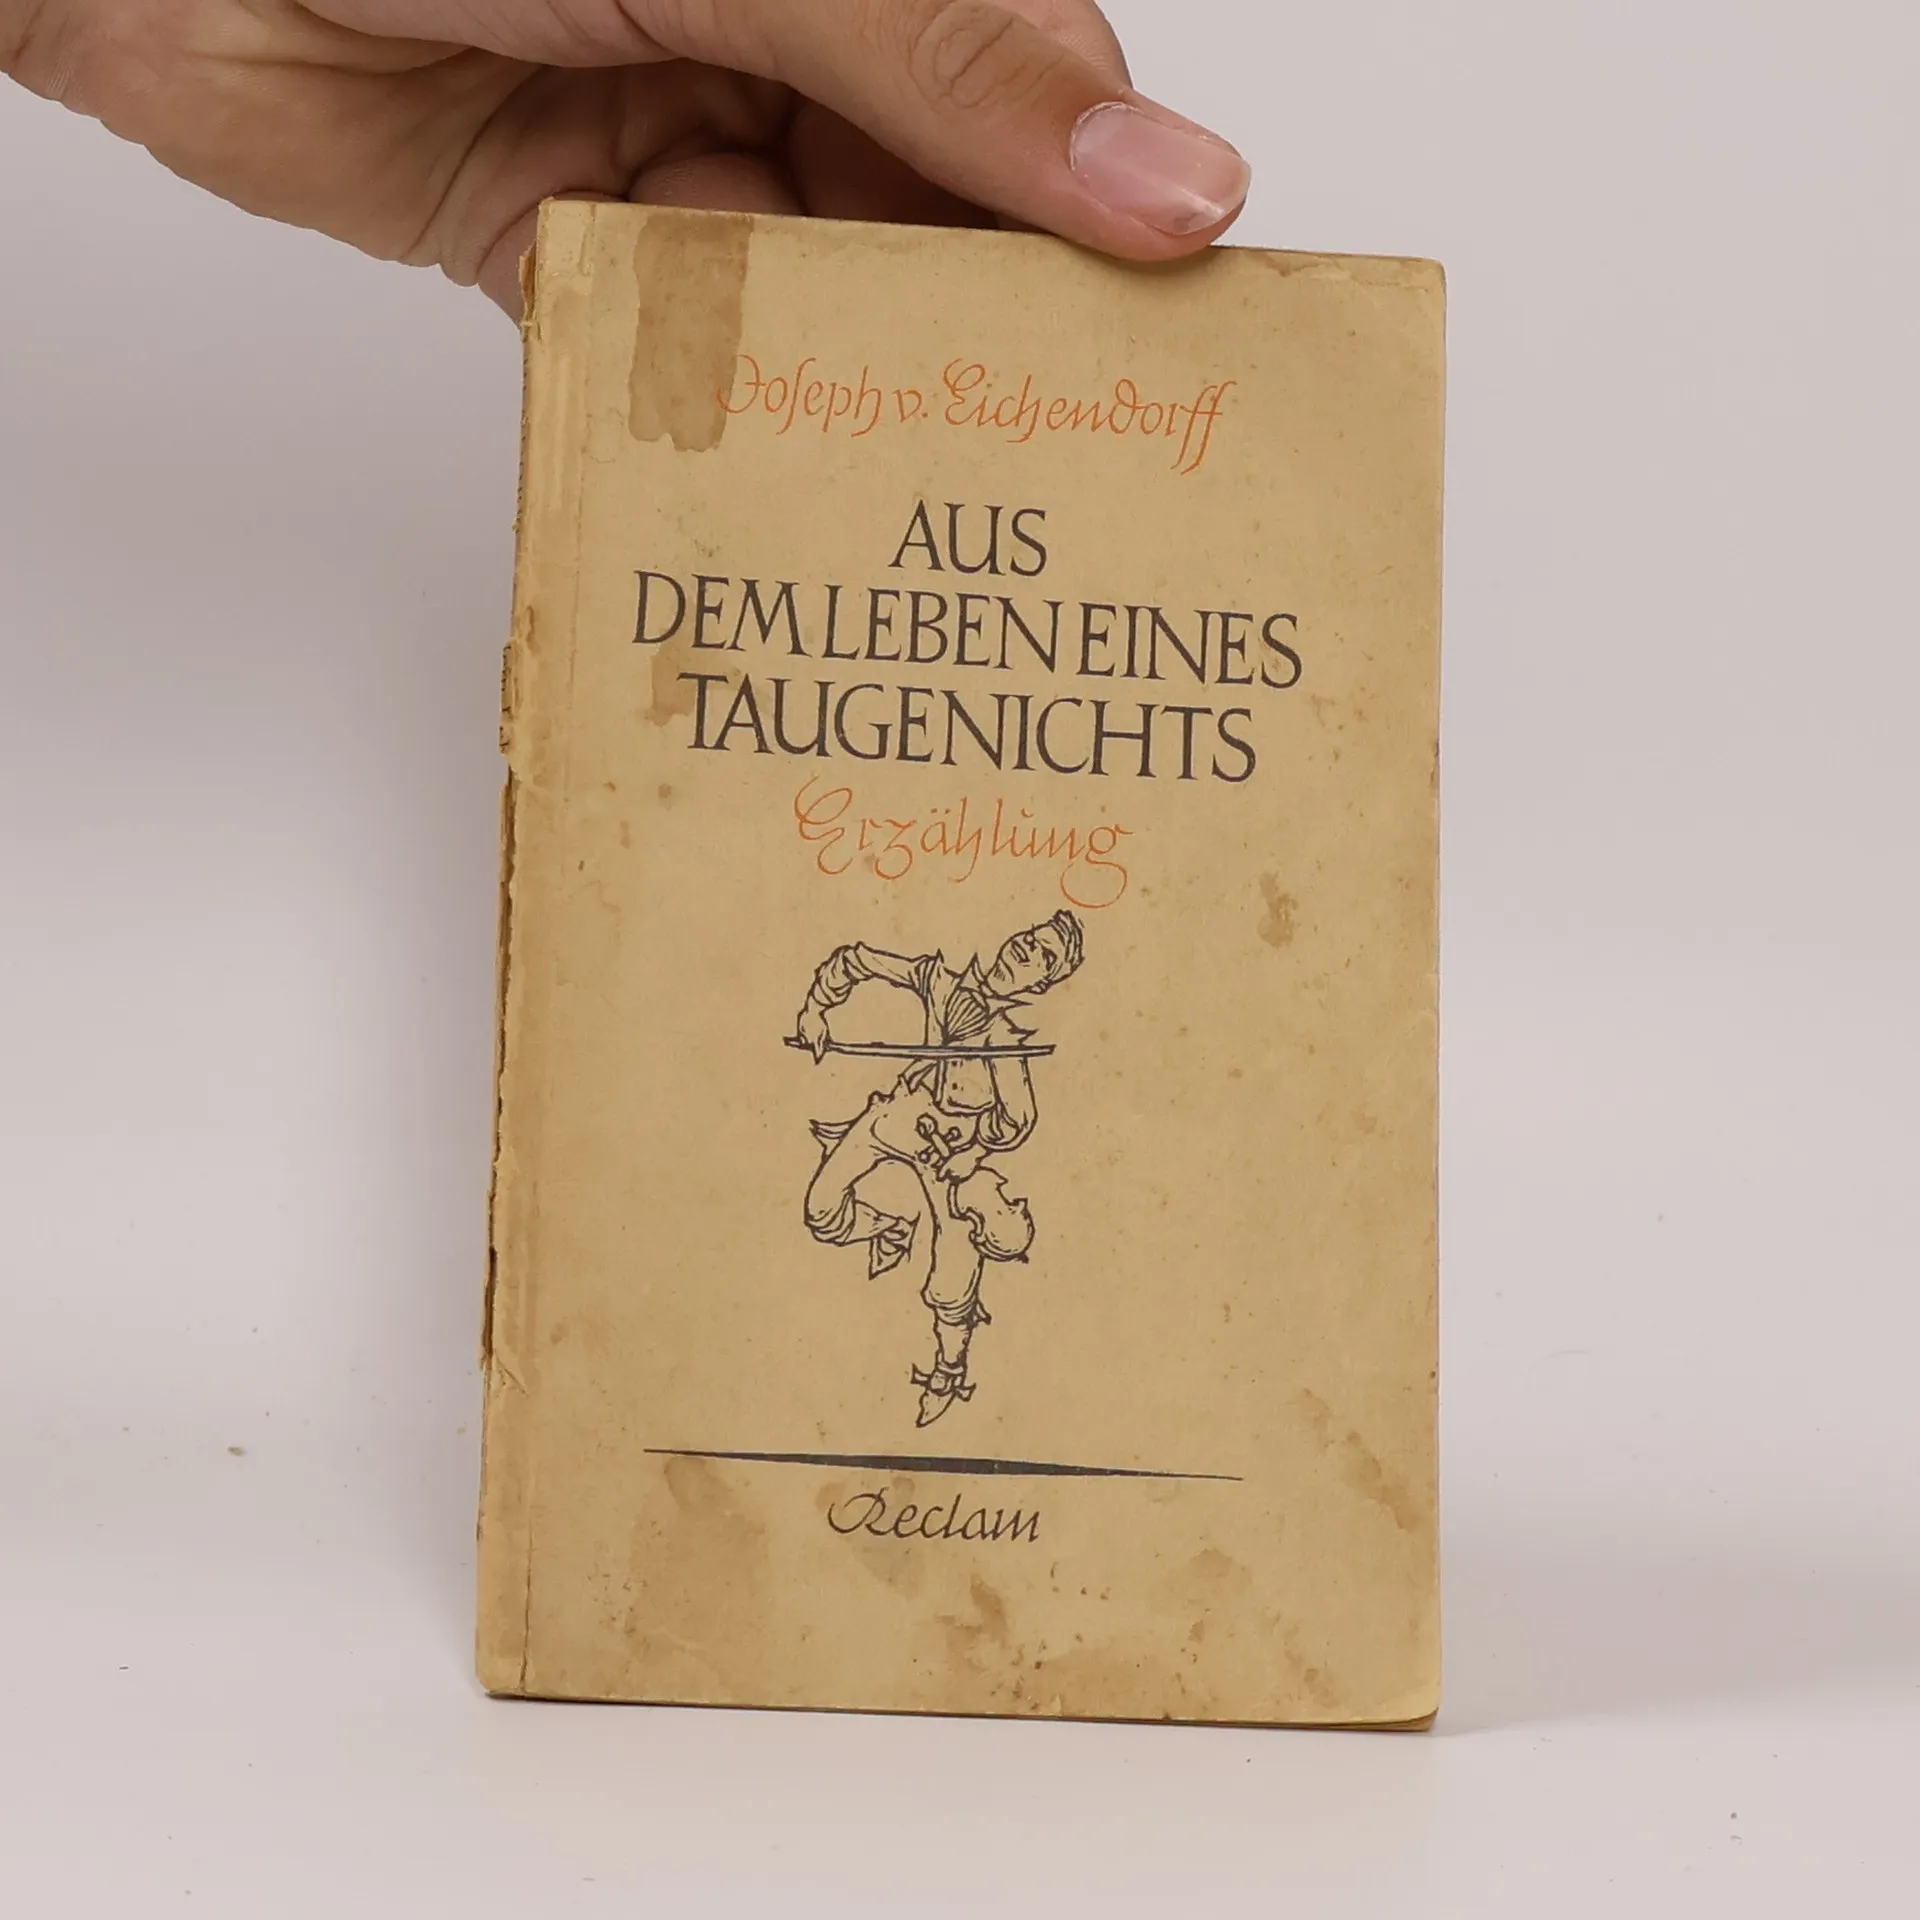 Joseph v. Eichendorff
AUS
DEM LEBEN EINES
TAUGENICHTS
Erzählung
Reclam